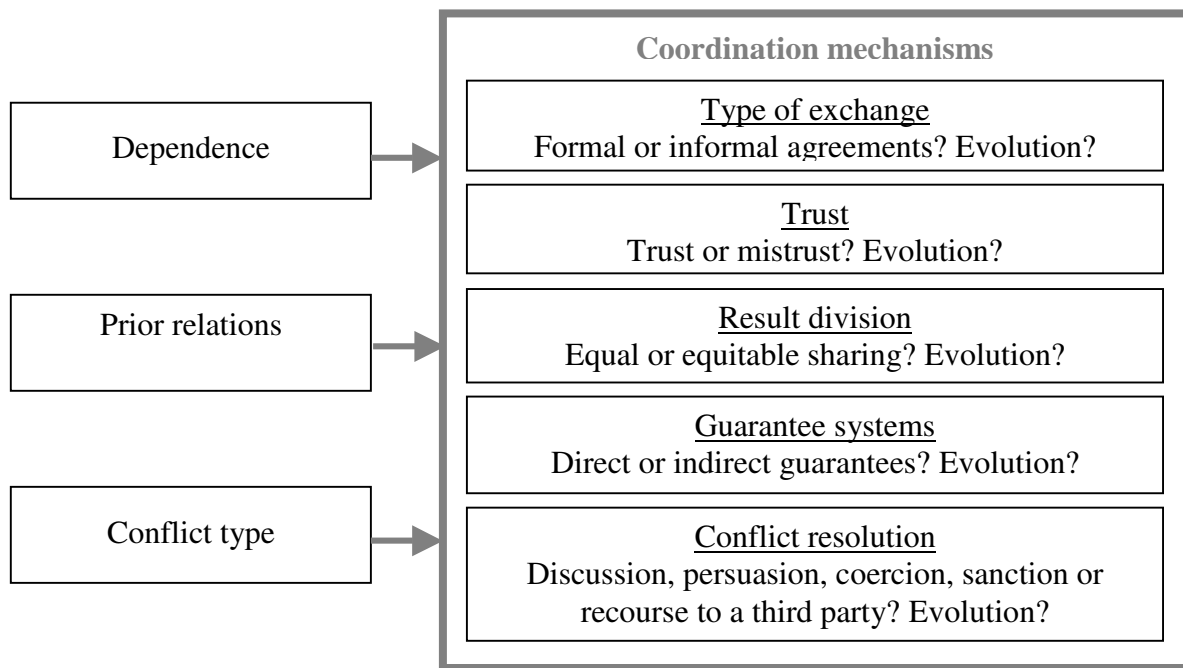 Coordination mechanisms
Dependence
Prior relations
Conflict type
Type of exchange
Formal or informal agreements? Evolution?
Trust
Trust or mistrust? Evolution?
Result division
Equal or equitable sharing? Evolution?
Guarantee systems
Direct or indirect guarantees? Evolution?
Conflict resolution
Discussion, persuasion, coercion, sanction or
recourse to a third party? Evolution?